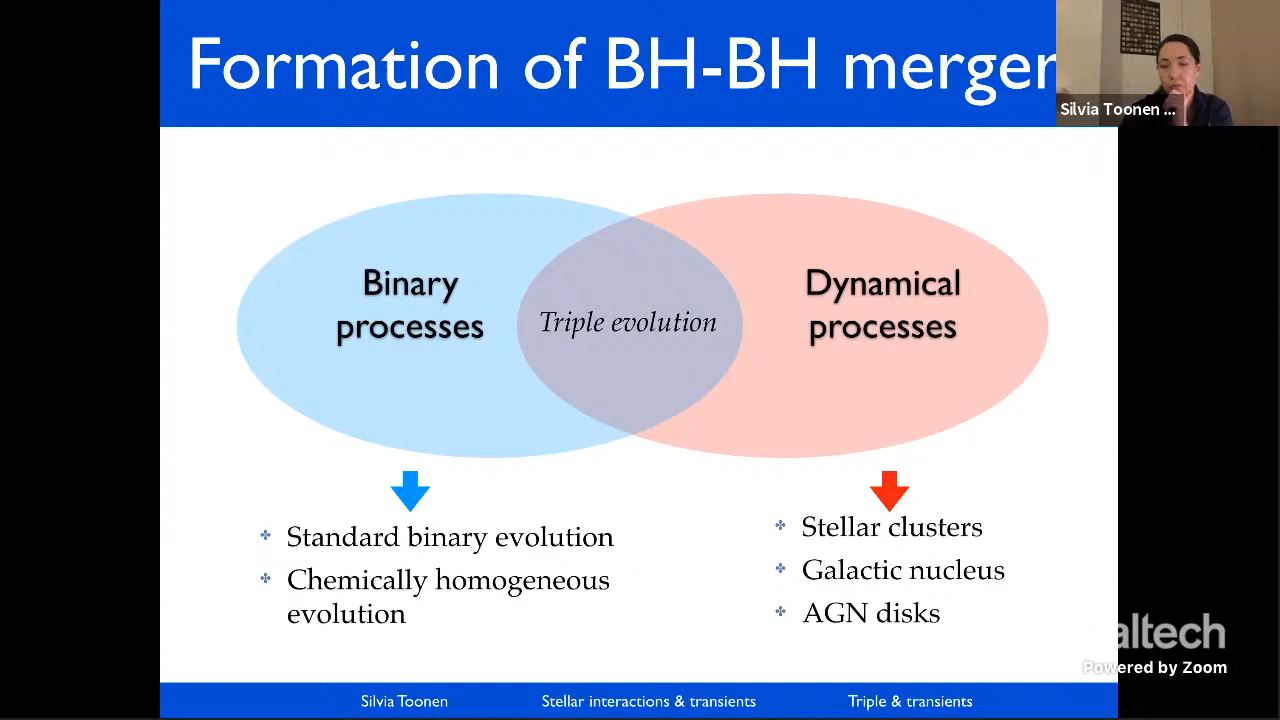 Formation of BH-BH merger
Silvia Toonen ...
Binary
processes
Triple evolution
Dynamical
processes
Standard binary evolution
Chemically homogeneous
evolution
Stellar clusters
Galactic nucleus
AGN disks
altech
Powered by Zoom
Silvia Toonen
Stellar interactions & transients
Triple & transients